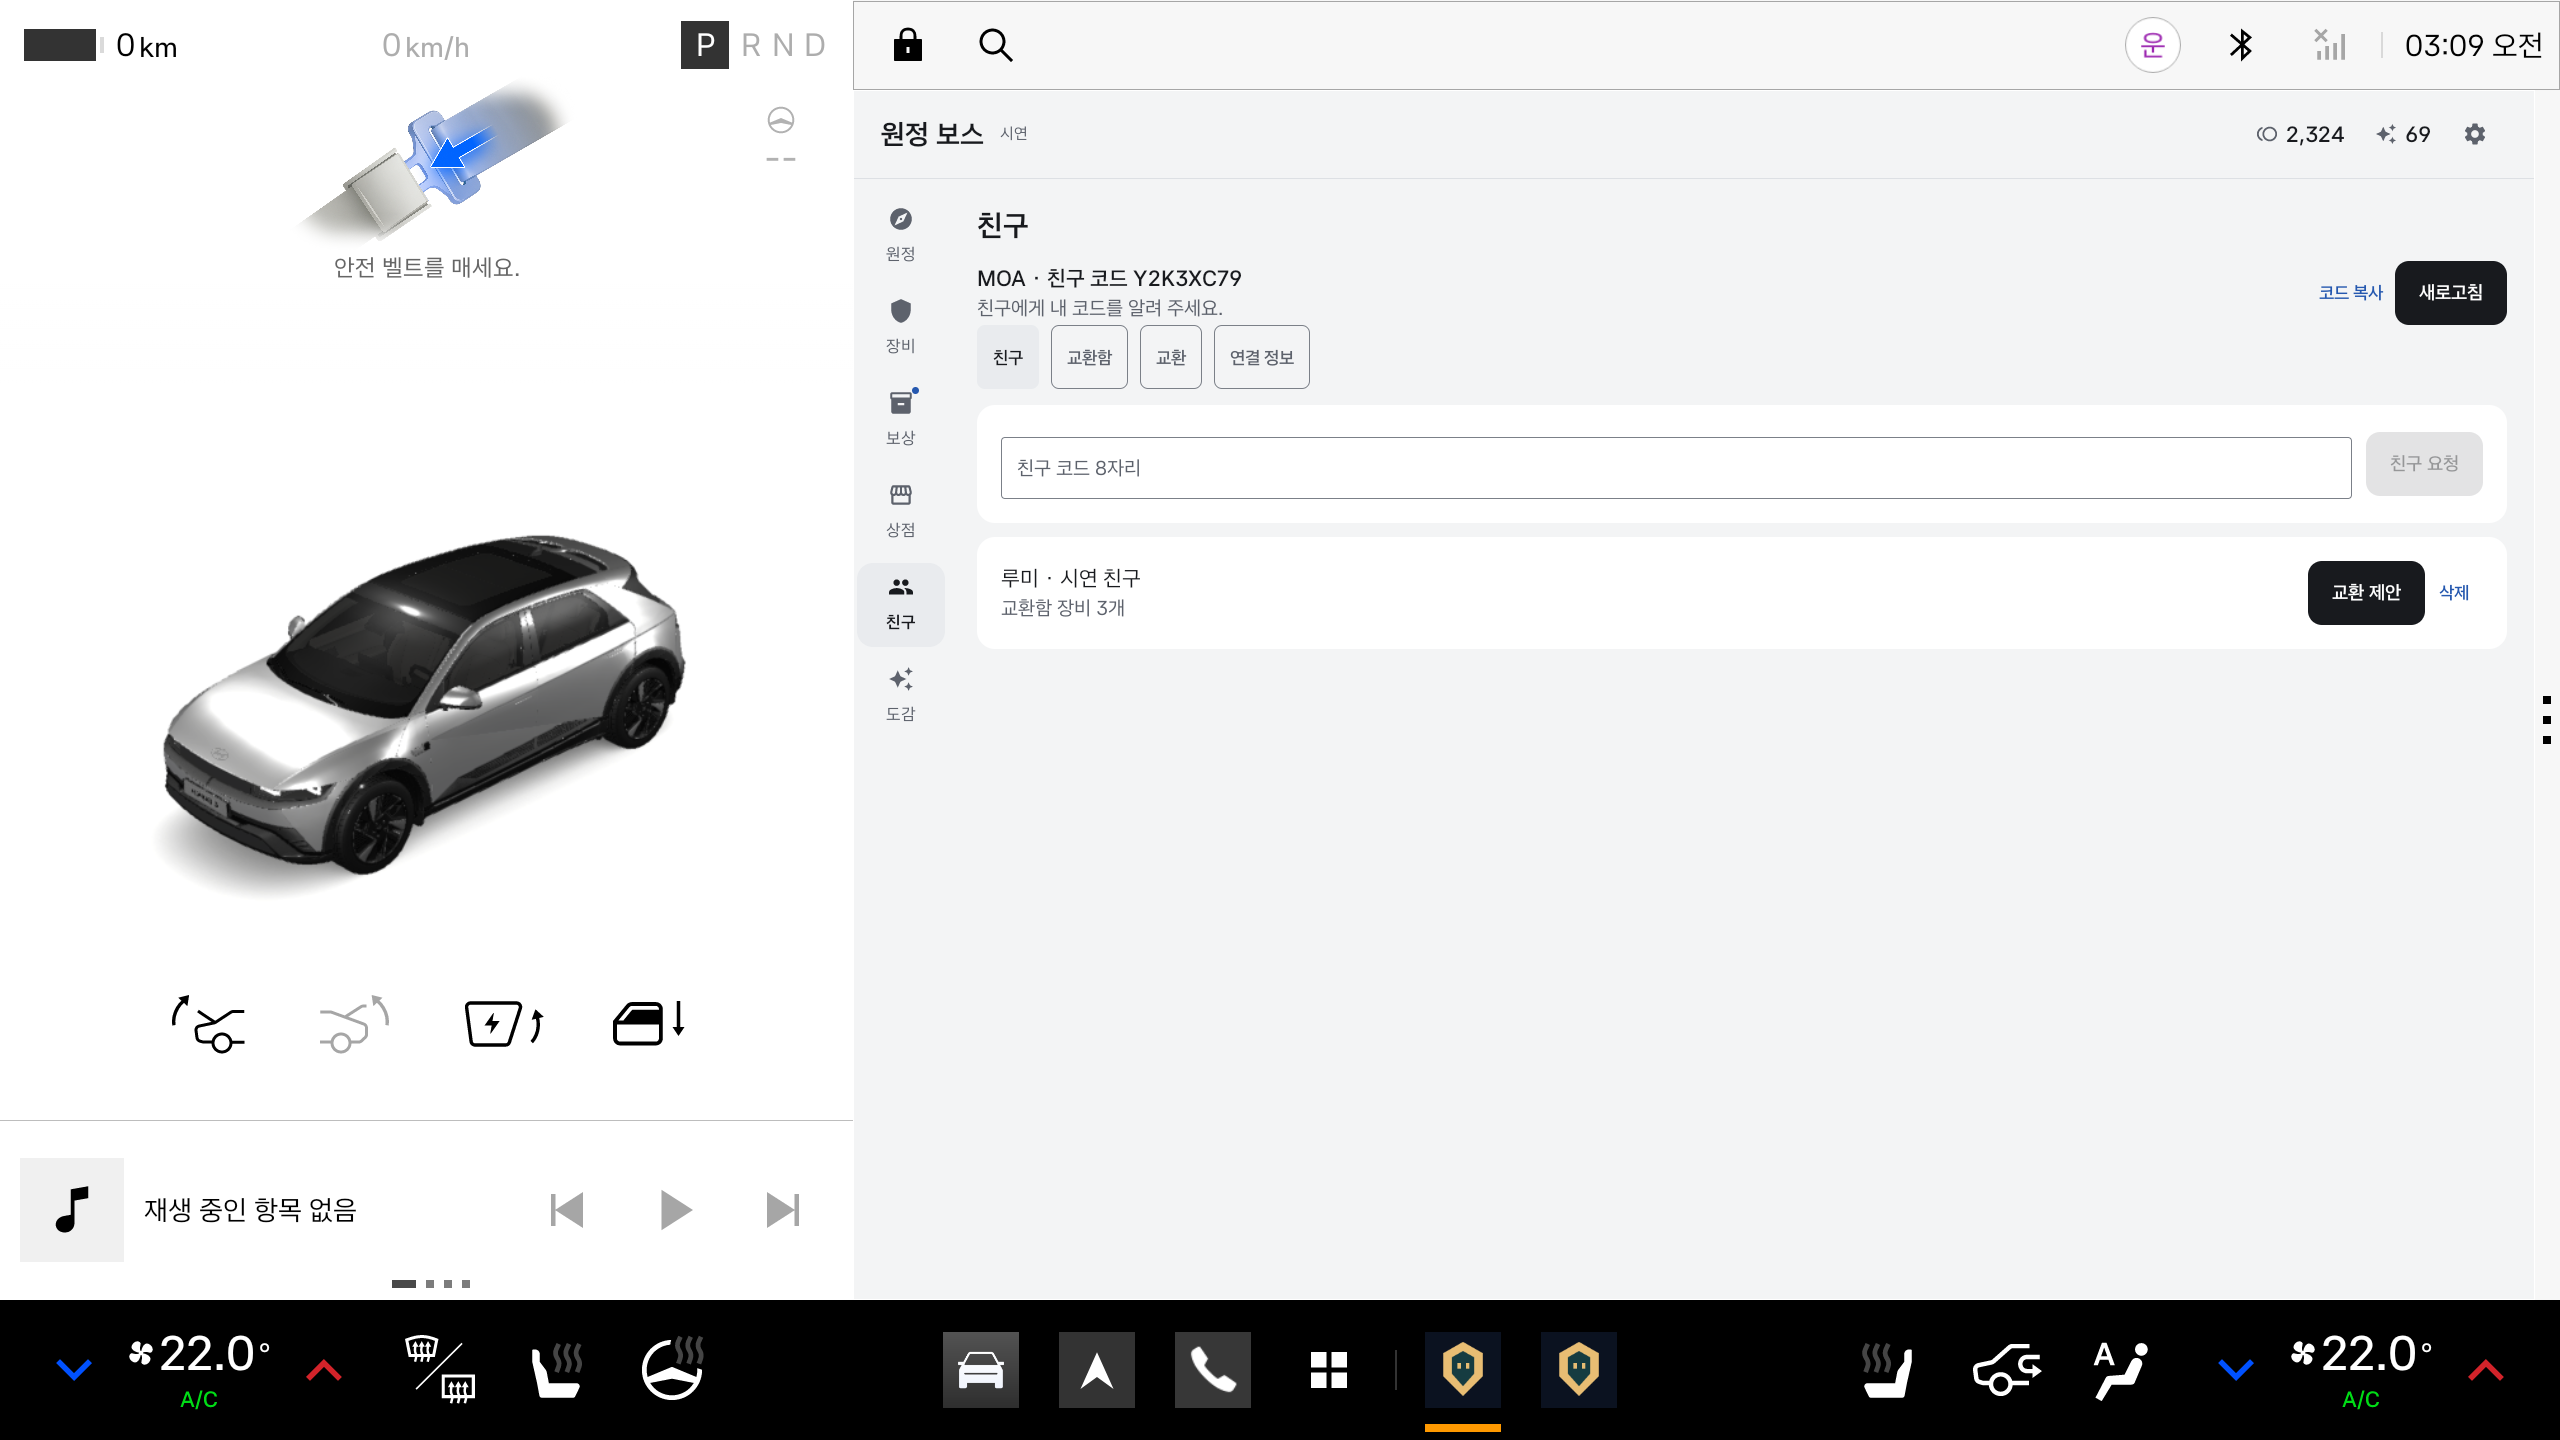 0 km
0 km/h
P R N D
안전 벨트를 매세요.
재생 중인 항목 없음
운
03:09 오전
원정 보스 시연
2,324
69
원정
장비
보상
상점
친구
도감
친구
MOA · 친구 코드 Y2K3XC79
친구에게 내 코드를 알려 주세요.
코드 복사
새로고침
친구
교환함
교환
연결 정보
친구 코드 8자리
친구 요청
루미 · 시연 친구
교환함 장비 3개
교환 제안
삭제
22.0°
A/C
A
22.0°
A/C